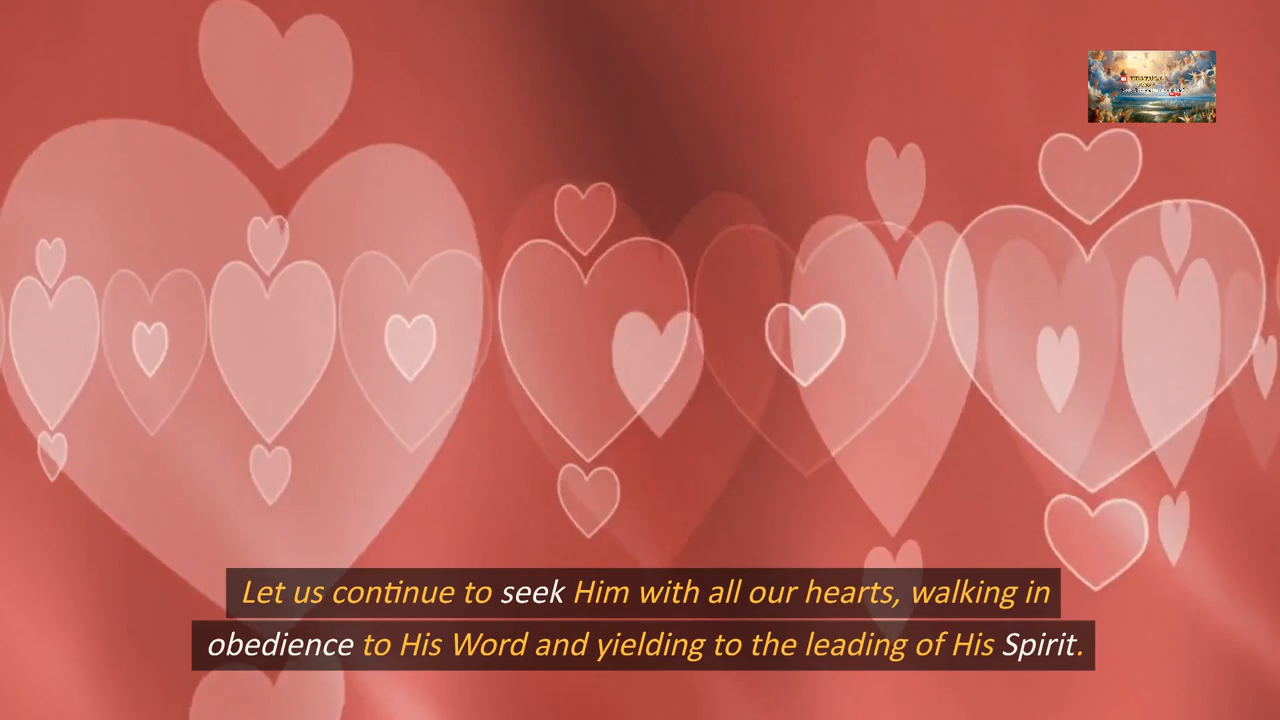 Let us continue to seek Him with all our hearts, walking in
obedience to His Word and yielding to the leading of His Spirit.